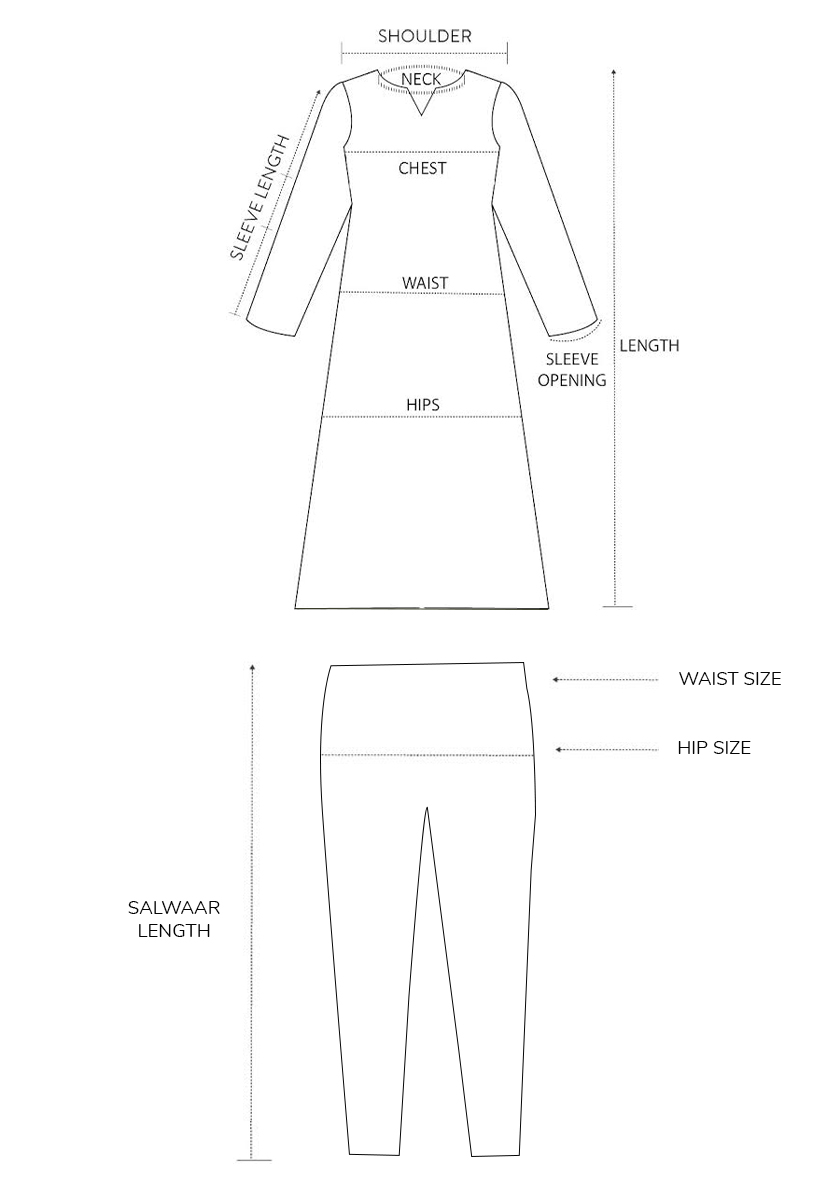 SHOULDER
NECK
SLEEVE LENGTH
CHEST
WAIST
LENGTH
SLEEVE
OPENING
HIPS
WAIST SIZE
HIP SIZE
SALWAAR
LENGTH